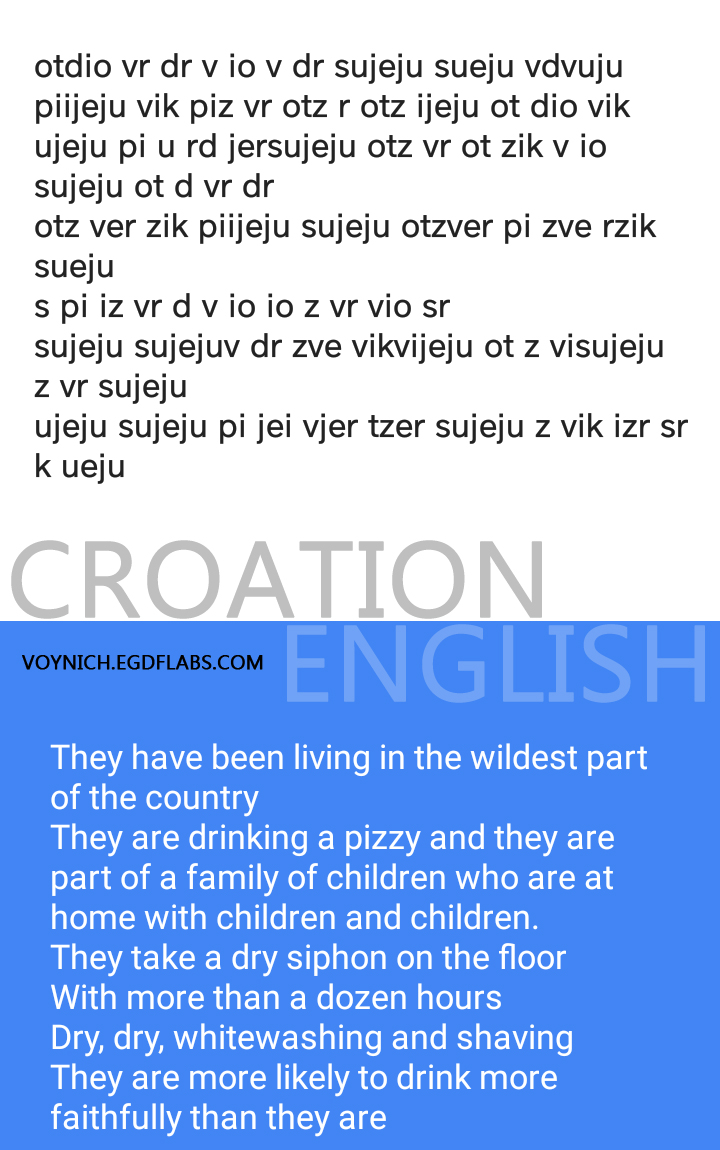 otdio vr dr v io v dr sujeju sueju vdvuju
piijeju vik piz vr otz r otz ijeju ot dio vik
ujeju pi u rd jersujeju otz vr ot zik v io
sujeju ot d vr dr
otz ver zik piijeju sujeju otzver pi zve rzik
sueju
s pi iz vr d v io io z vr vio sr
sujeju sujejuv dr zve vikvijeju ot z visujeju
z vr sujeju
ujeju sujeju pi jei vjer tzer sujeju z vik izr sr
k ueju
CROATION
ENGLISH
VOYNICH.EGDFLABS.COM
They have been living in the wildest part
of the country
They are drinking a pizzy and they are
part of a family of children who are at
home with children and children.
They take a dry siphon on the floor
With more than a dozen hours
Dry, dry, whitewashing and shaving
They are more likely to drink more
faithfully than they are